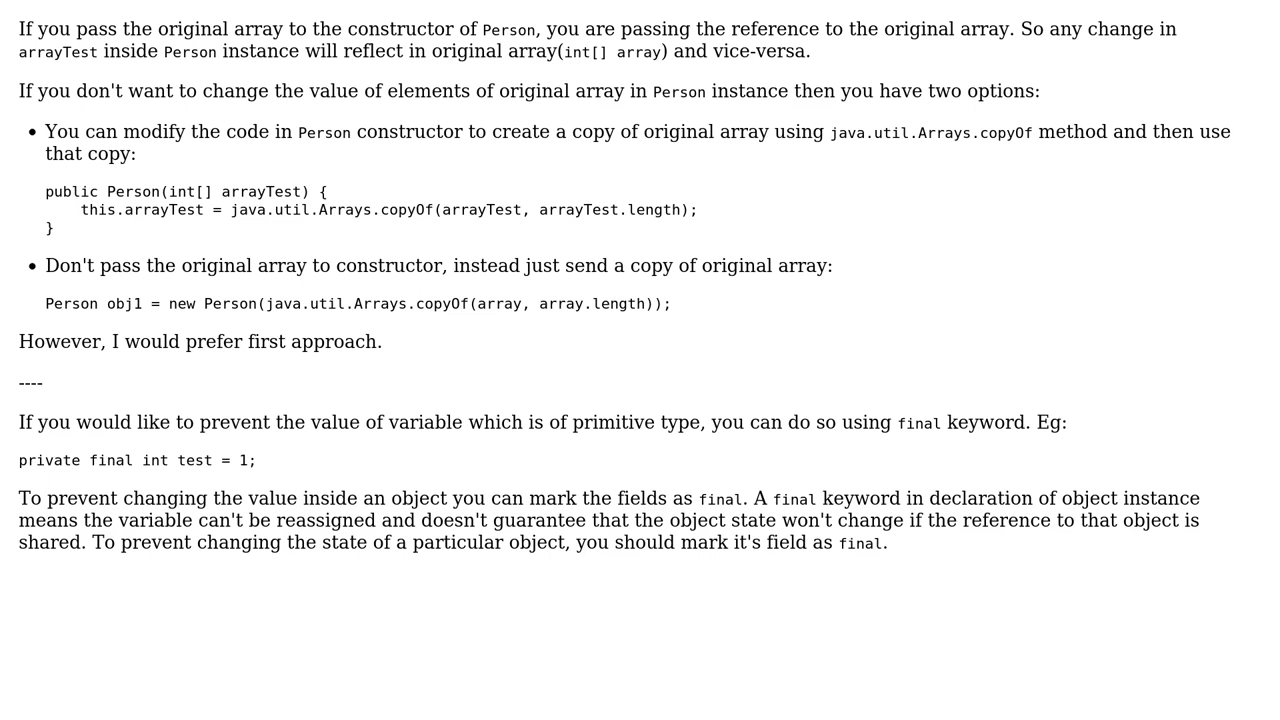 If you pass the original array to the constructor of Person, you are passing the reference to the original array. So any change in
arrayTest inside Person instance will reflect in original array(int[] array) and vice-versa.
If you don't want to change the value of elements of original array in Person instance then you have two options:
• You can modify the code in Person constructor to create a copy of original array using java.util.Arrays.copyOf method and then use
that copy:
public Person(int[] arrayTest) {
    this.arrayTest = java.util.Arrays.copyOf(arrayTest, arrayTest.length);
}
• Don't pass the original array to constructor, instead just send a copy of original array:
Person obj1 = new Person(java.util.Arrays.copyOf(array, array.length));
However, I would prefer first approach.
----
If you would like to prevent the value of variable which is of primitive type, you can do so using final keyword. Eg:
private final int test = 1;
To prevent changing the value inside an object you can mark the fields as final. A final keyword in declaration of object instance
means the variable can't be reassigned and doesn't guarantee that the object state won't change if the reference to that object is
shared. To prevent changing the state of a particular object, you should mark it's field as final.